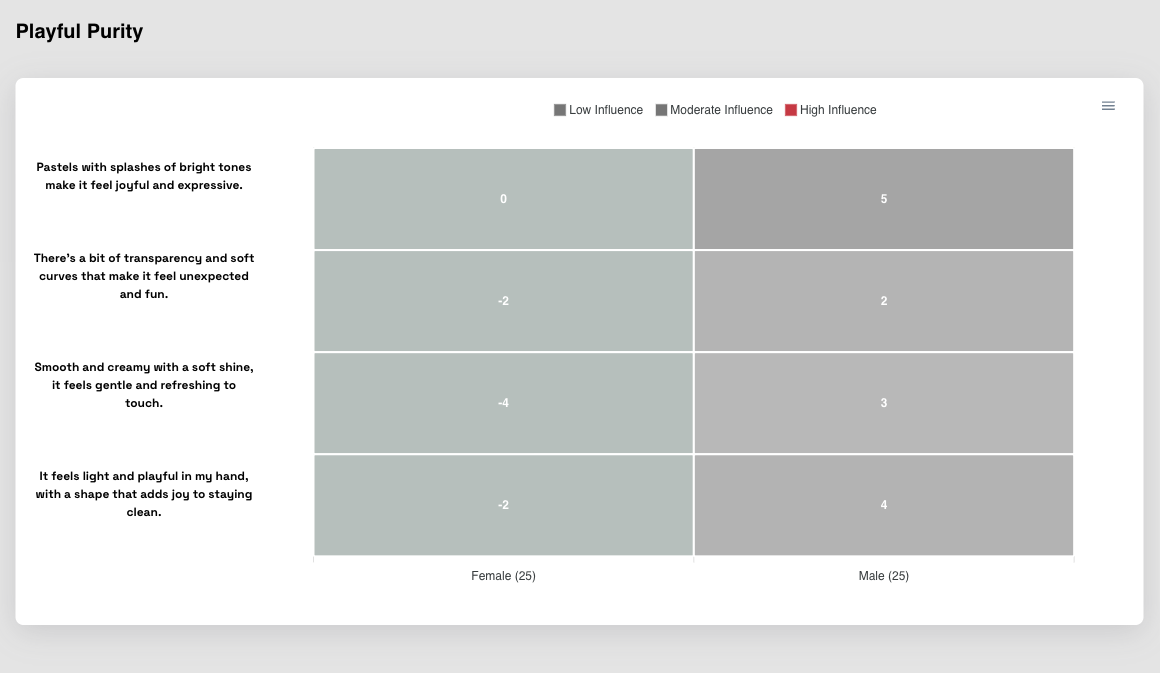 Playful Purity
Low Influence Moderate Influence High Influence
Pastels with splashes of bright tones
make it feel joyful and expressive.
0 5
There's a bit of transparency and soft
curves that make it feel unexpected
and fun.
-2 2
Smooth and creamy with a soft shine,
it feels gentle and refreshing to
touch.
-4 3
It feels light and playful in my hand,
with a shape that adds joy to staying
clean.
-2 4
Female (25) Male (25)